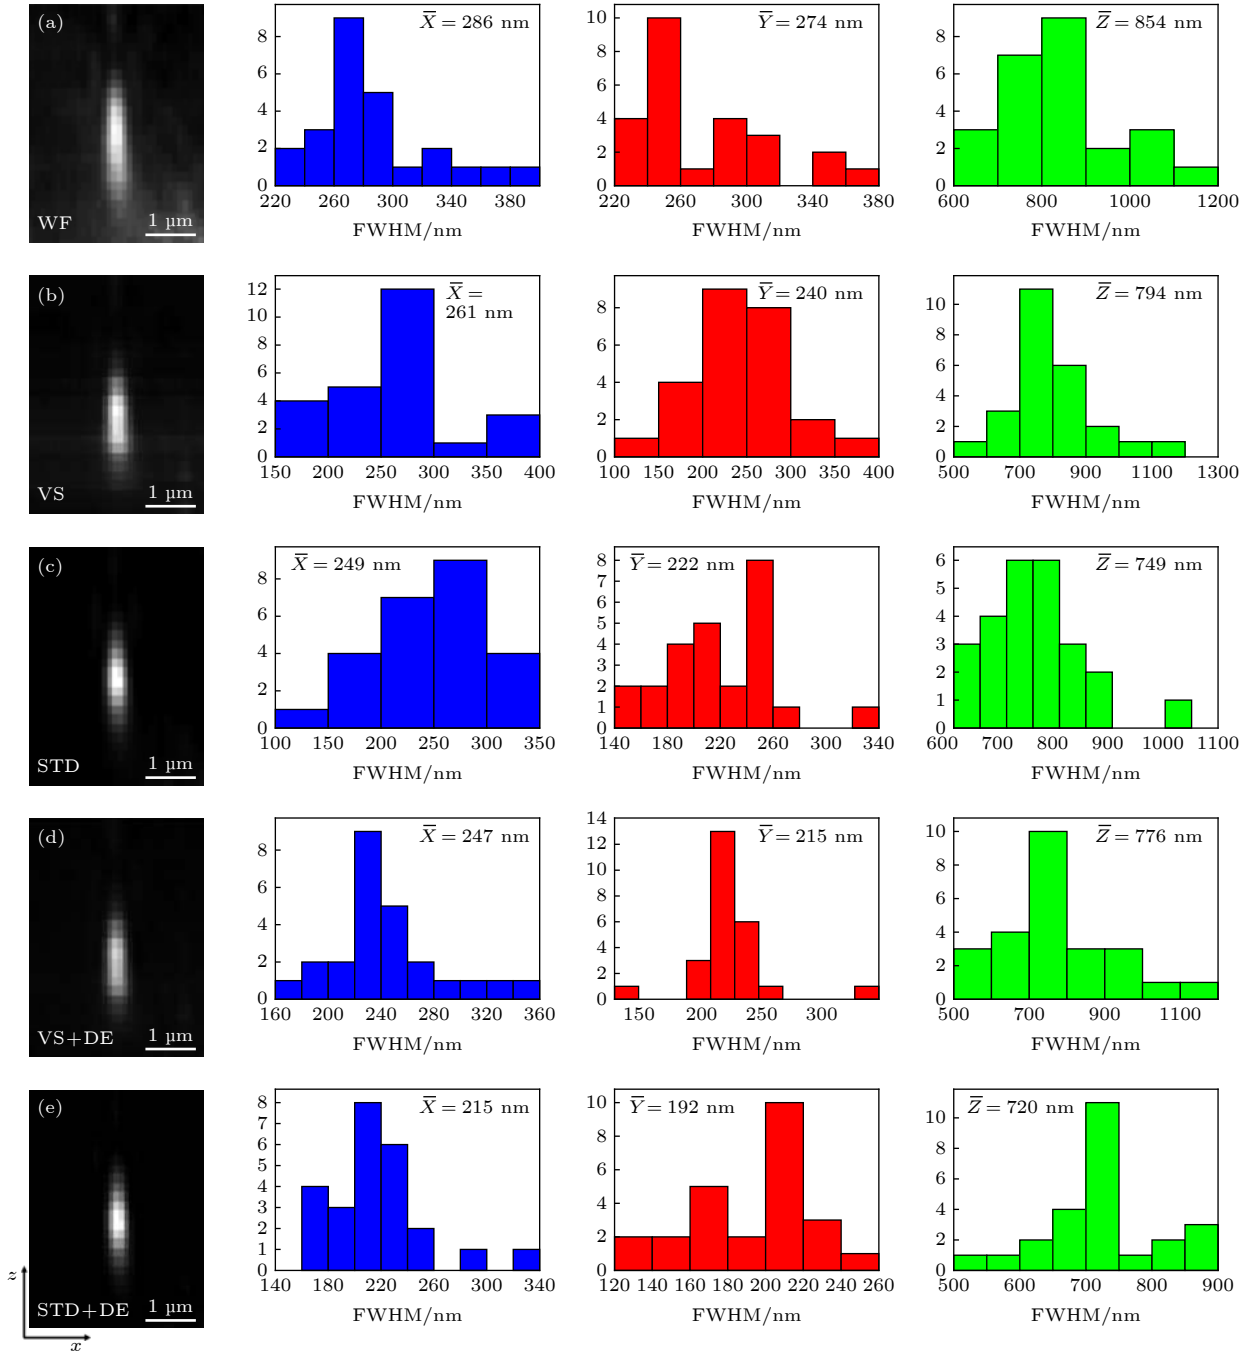 (a)
WF
1 µm
8
6
4
2
0
220 260 300 340 380
FWHM/nm
X̅ = 286 nm
10
8
6
4
2
0
220 260 300 340 380
FWHM/nm
Y̅ = 274 nm
8
6
4
2
0
600 800 1000 1200
FWHM/nm
Z̅ = 854 nm
(b)
VS
1 µm
12
10
8
6
4
2
0
150 200 250 300 350 400
FWHM/nm
X̅ =
261 nm
8
6
4
2
0
100 150 200 250 300 350 400
FWHM/nm
Y̅ = 240 nm
10
8
6
4
2
0
500 700 900 1100 1300
FWHM/nm
Z̅ = 794 nm
(c)
STD
1 µm
8
6
4
2
0
100 150 200 250 300 350
FWHM/nm
X̅ = 249 nm
8
7
6
5
4
3
2
1
0
140 180 220 260 300 340
FWHM/nm
Y̅ = 222 nm
6
5
4
3
2
1
0
600 700 800 900 1000 1100
FWHM/nm
Z̅ = 749 nm
(d)
VS+DE
1 µm
8
6
4
2
0
160 200 240 280 320 360
FWHM/nm
X̅ = 247 nm
14
12
10
8
6
4
2
0
150 200 250 300
FWHM/nm
Y̅ = 215 nm
10
8
6
4
2
0
500 700 900 1100
FWHM/nm
Z̅ = 776 nm
(e)
STD+DE
1 µm
z
x
8
7
6
5
4
3
2
1
0
140 180 220 260 300 340
FWHM/nm
X̅ = 215 nm
10
8
6
4
2
0
120 140 160 180 200 220 240 260
FWHM/nm
Y̅ = 192 nm
10
8
6
4
2
0
500 600 700 800 900
FWHM/nm
Z̅ = 720 nm